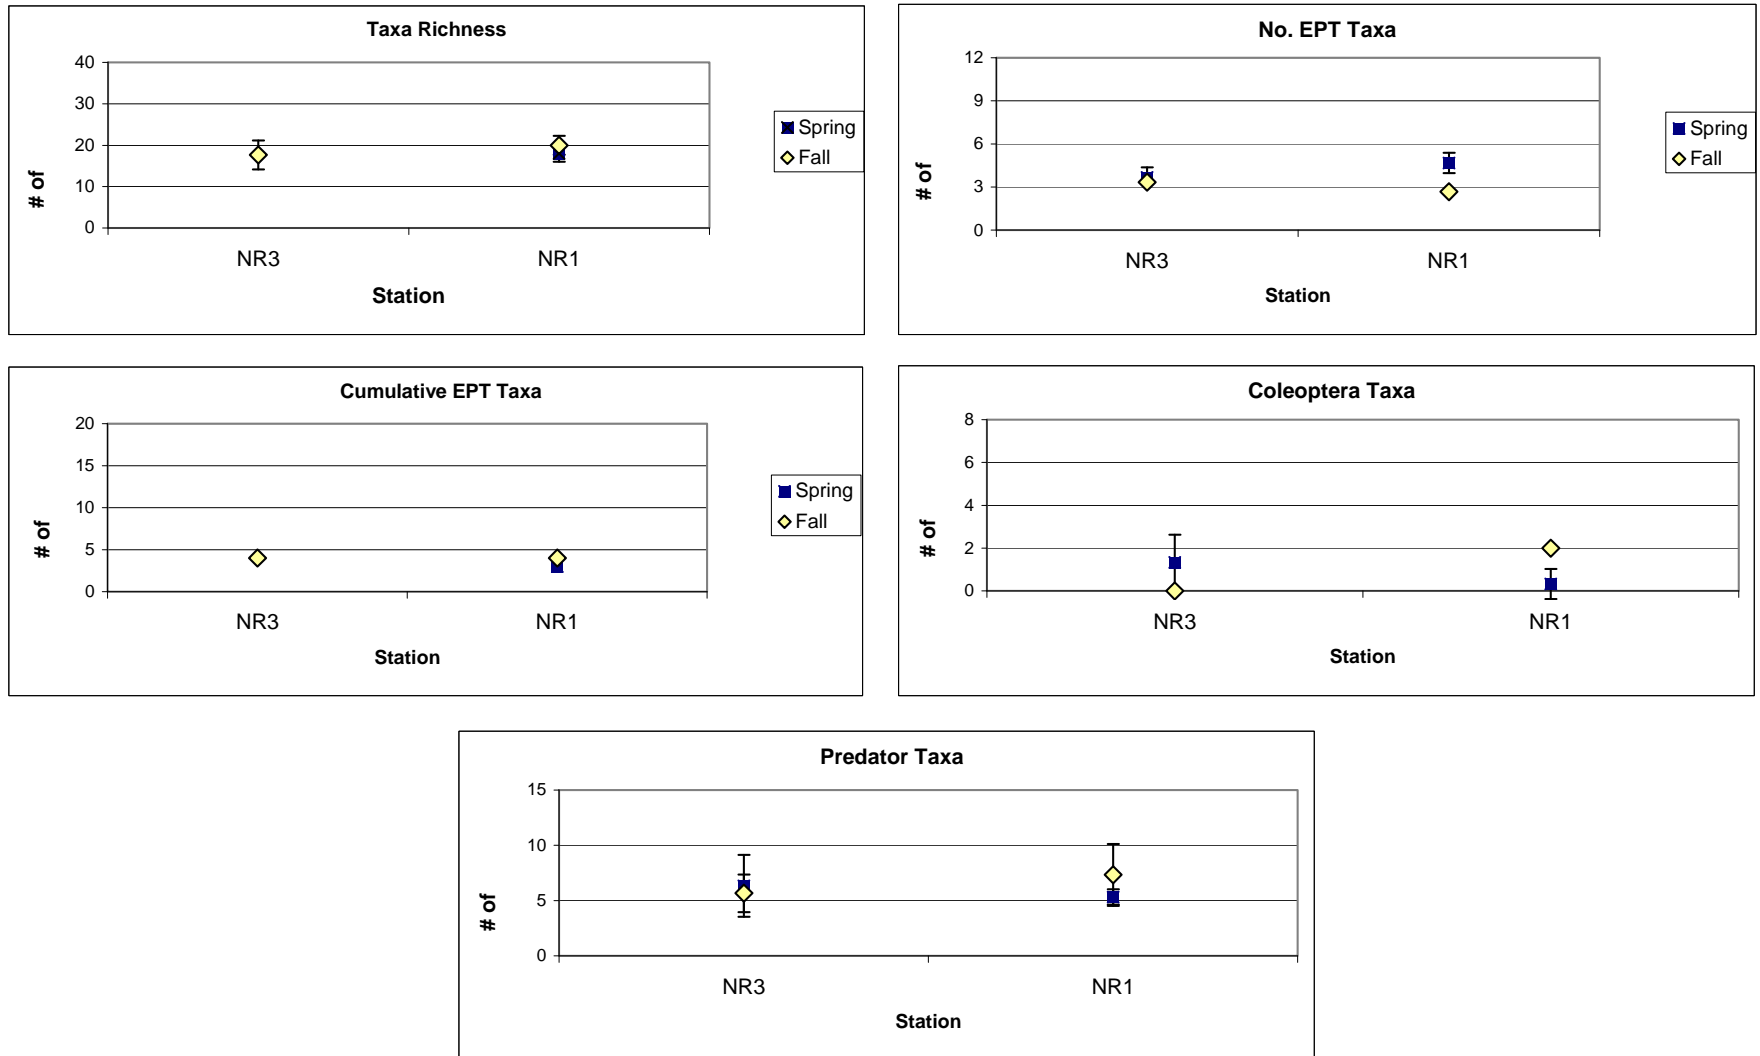 Taxa Richness
40
30
20
10
0
# of
NR3 NR1
Station
Spring
Fall
No. EPT Taxa
12
9
6
3
0
# of
NR3 NR1
Station
Spring
Fall
Cumulative EPT Taxa
20
15
10
5
0
# of
NR3 NR1
Station
Spring
Fall
Coleoptera Taxa
8
6
4
2
0
# of
NR3 NR1
Station
Predator Taxa
15
10
5
0
# of
NR3 NR1
Station